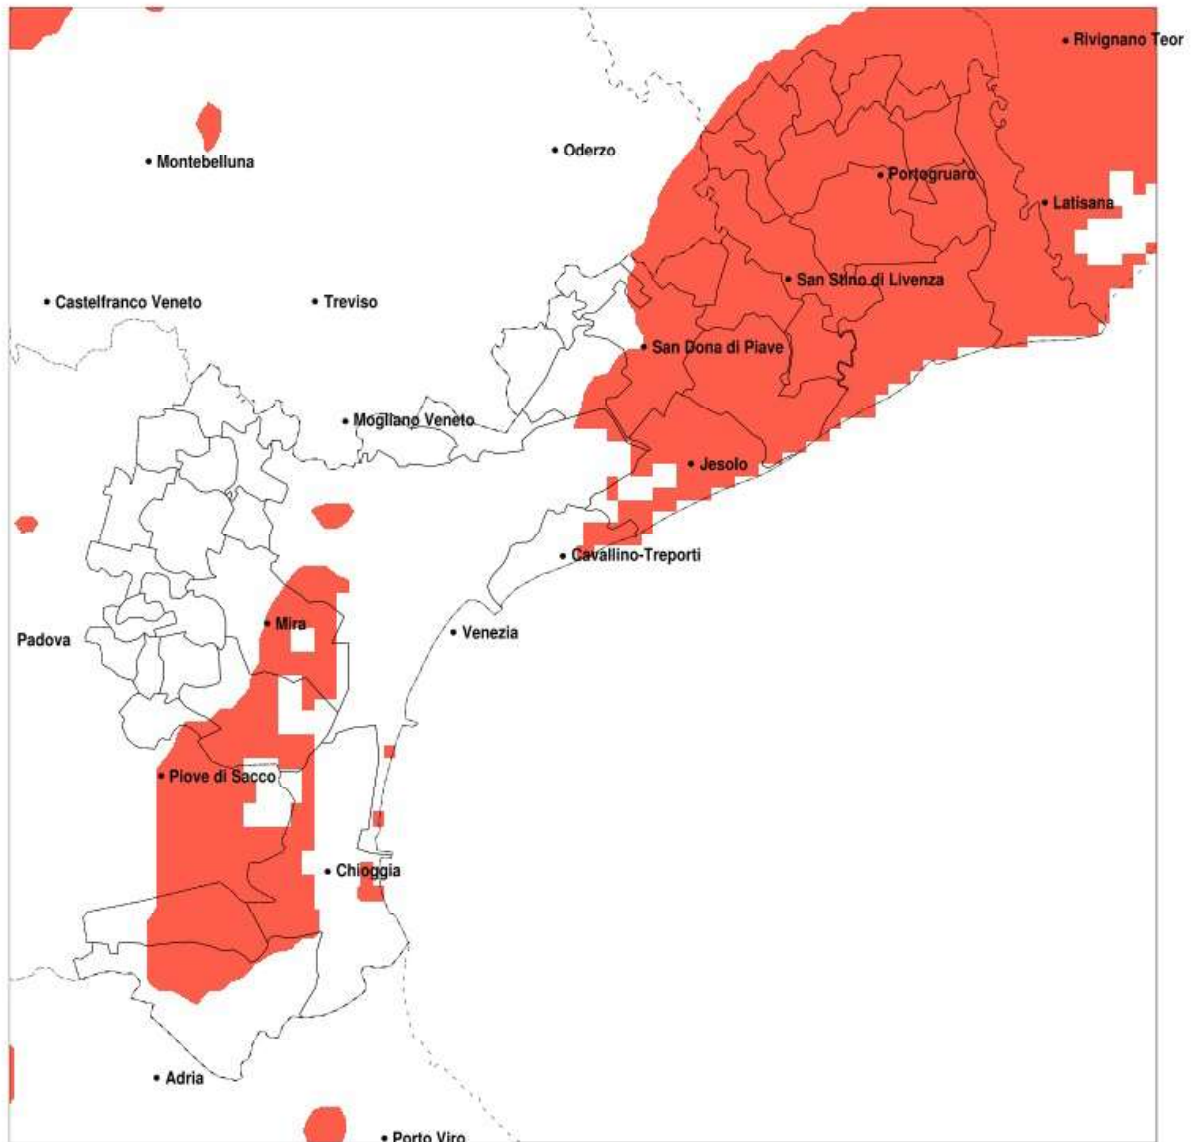 Rivignano Teor
Oderzo
Montebelluna
Portogruaro
Latisana
San Stino di Livenza
Castelfranco Veneto
Treviso
San Dona di Piave
Mogliano Veneto
Jesolo
Cavallino-Treporti
Mira
Venezia
Padova
Piove di Sacco
Chioggia
Adria
Porto Viro